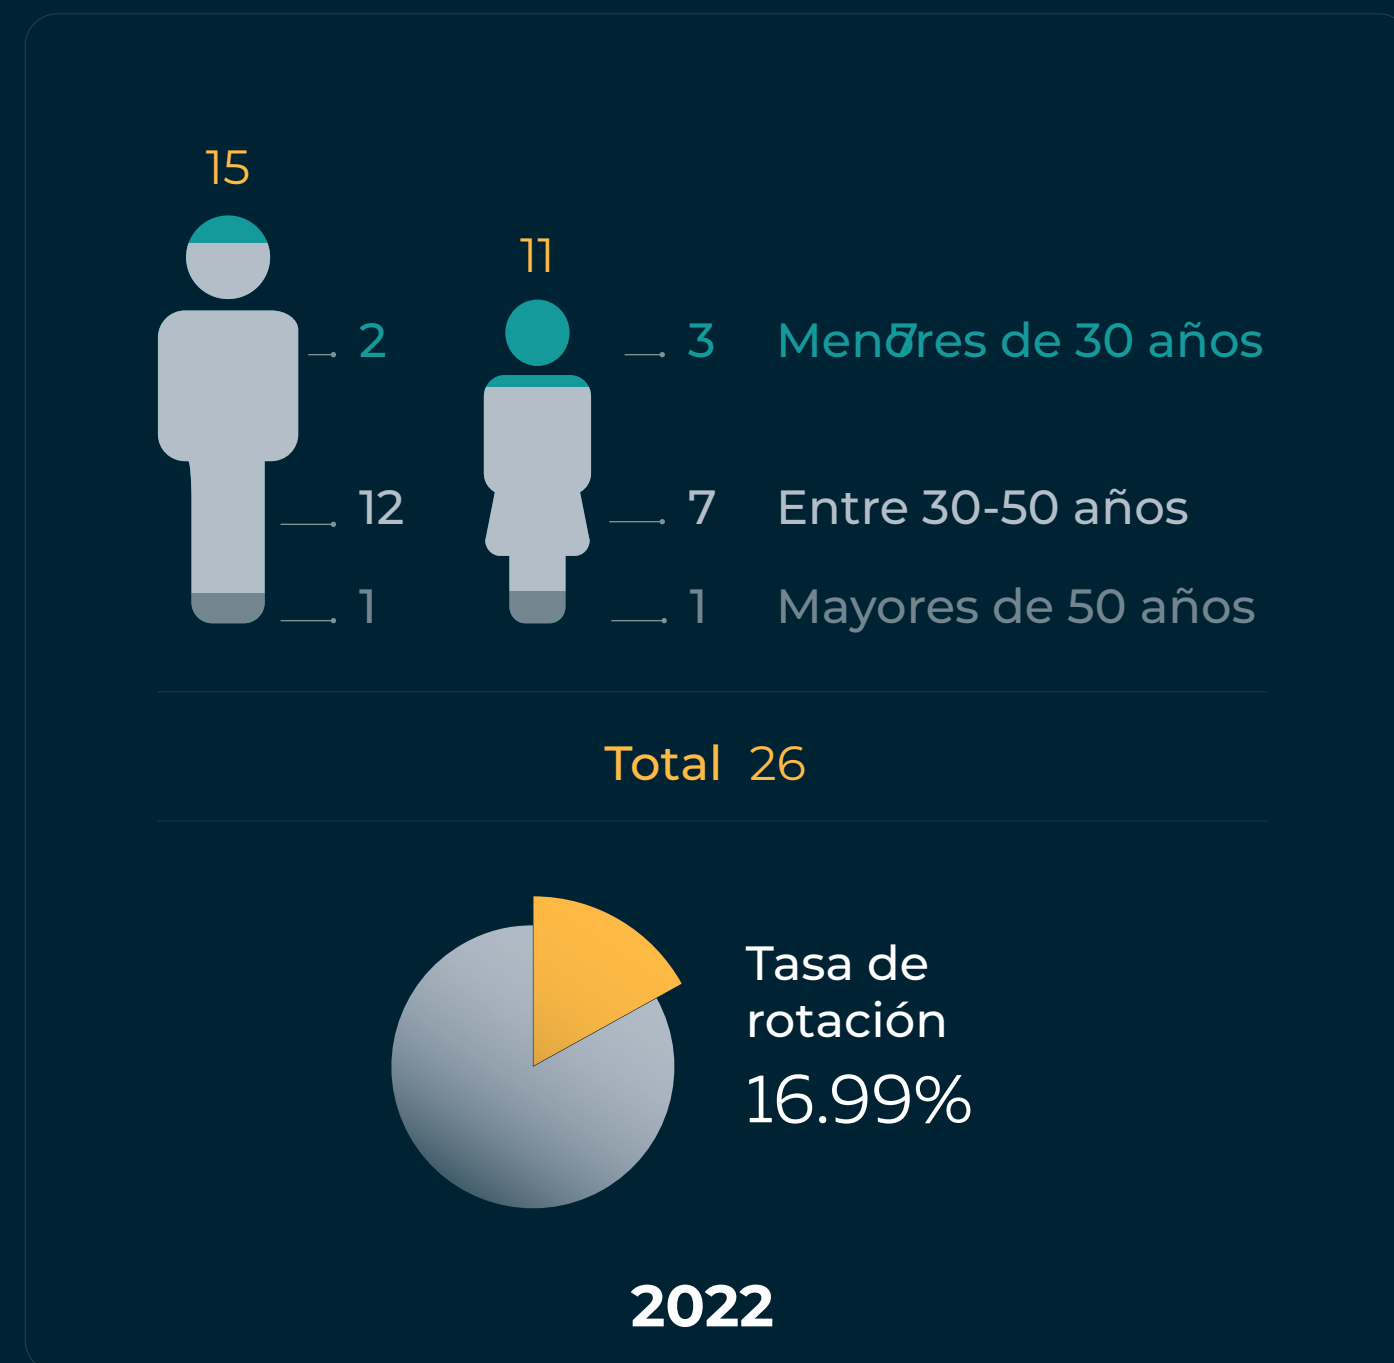 15
11
2
3 Menores de 30 años
7
12
7 Entre 30-50 años
1
1 Mayores de 50 años
Total 26
Tasa de
rotación
16.99%
2022